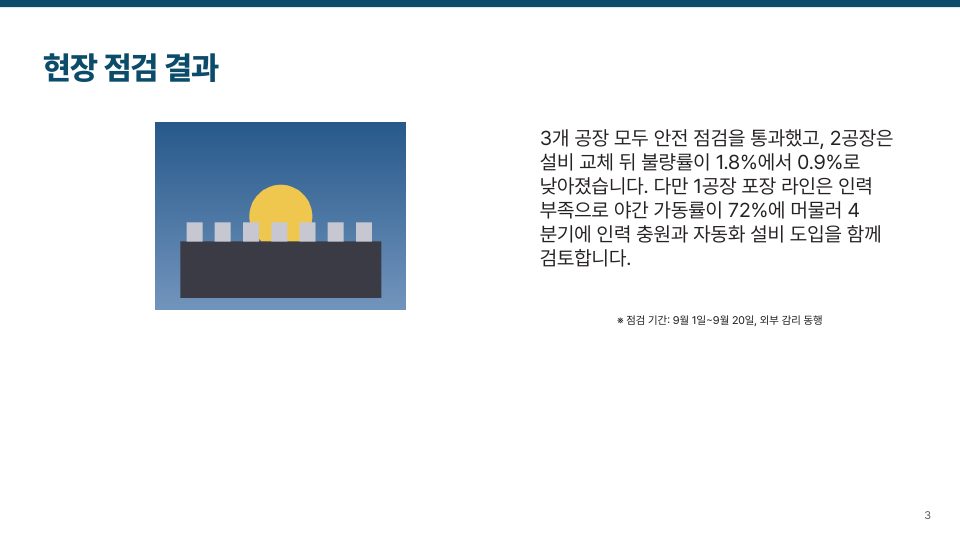 현장 점검 결과
3개 공장 모두 안전 점검을 통과했고, 2공장은
설비 교체 뒤 불량률이 1.8%에서 0.9%로
낮아졌습니다. 다만 1공장 포장 라인은 인력
부족으로 야간 가동률이 72%에 머물러 4
분기에 인력 충원과 자동화 설비 도입을 함께
검토합니다.
※ 점검 기간: 9월 1일~9월 20일, 외부 감리 동행
3